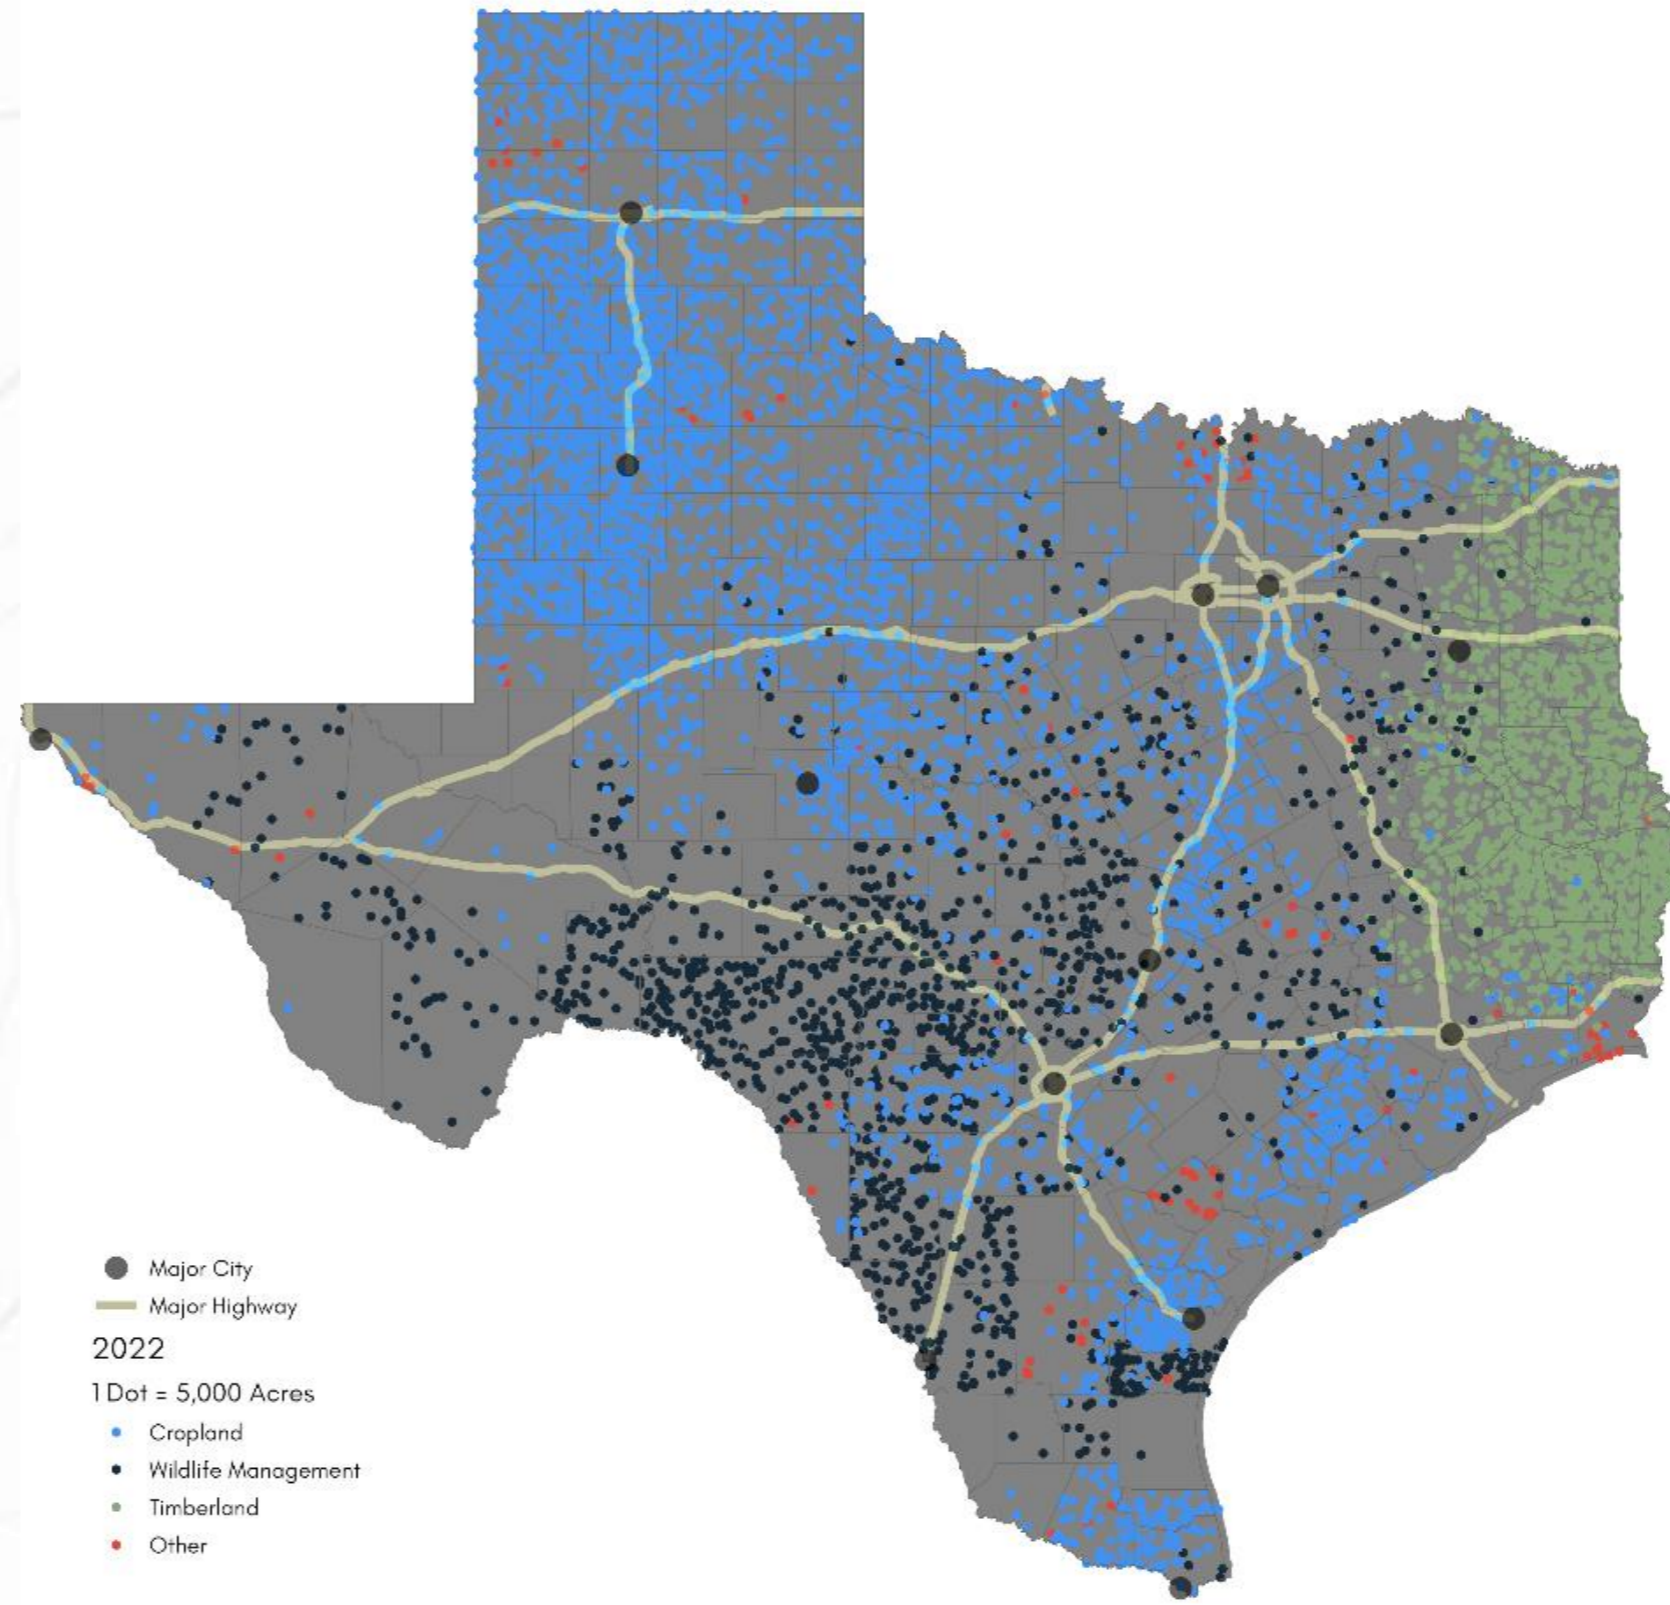 Major City
Major Highway
2022
1 Dot = 5,000 Acres
Cropland
Wildlife Management
Timberland
Other